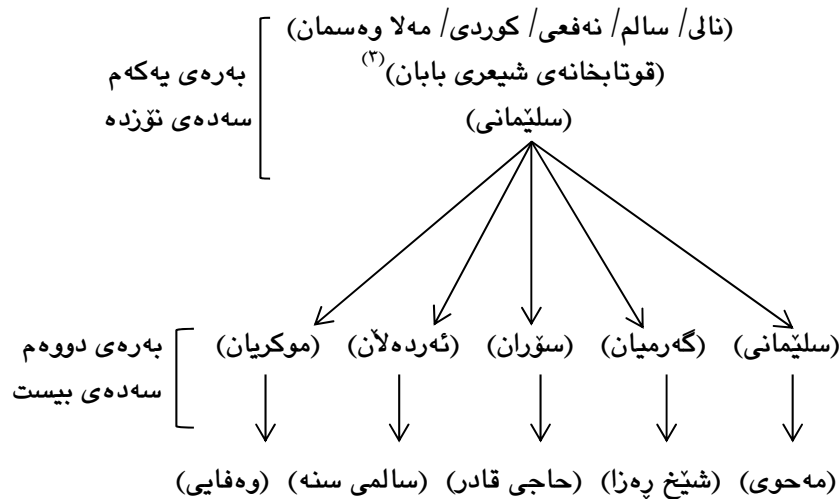 (نالی/ سالم/ نەفعی/ کوردی/ مەلا وەسمان)
بەرەی یەکەم
(قوتابخانەی شیعری بابان)(٣)
سەدەی نۆزدە
(سلێمانی)
بەرەی دووەم
(سلێمانی) (گەرمیان) (سۆران) (ئەردەڵان) (موکریان)
سەدەی بیست
(مەحوی) (شێخ ڕەزا) (حاجی قادر) (سالمی سنە) (وەفایی)